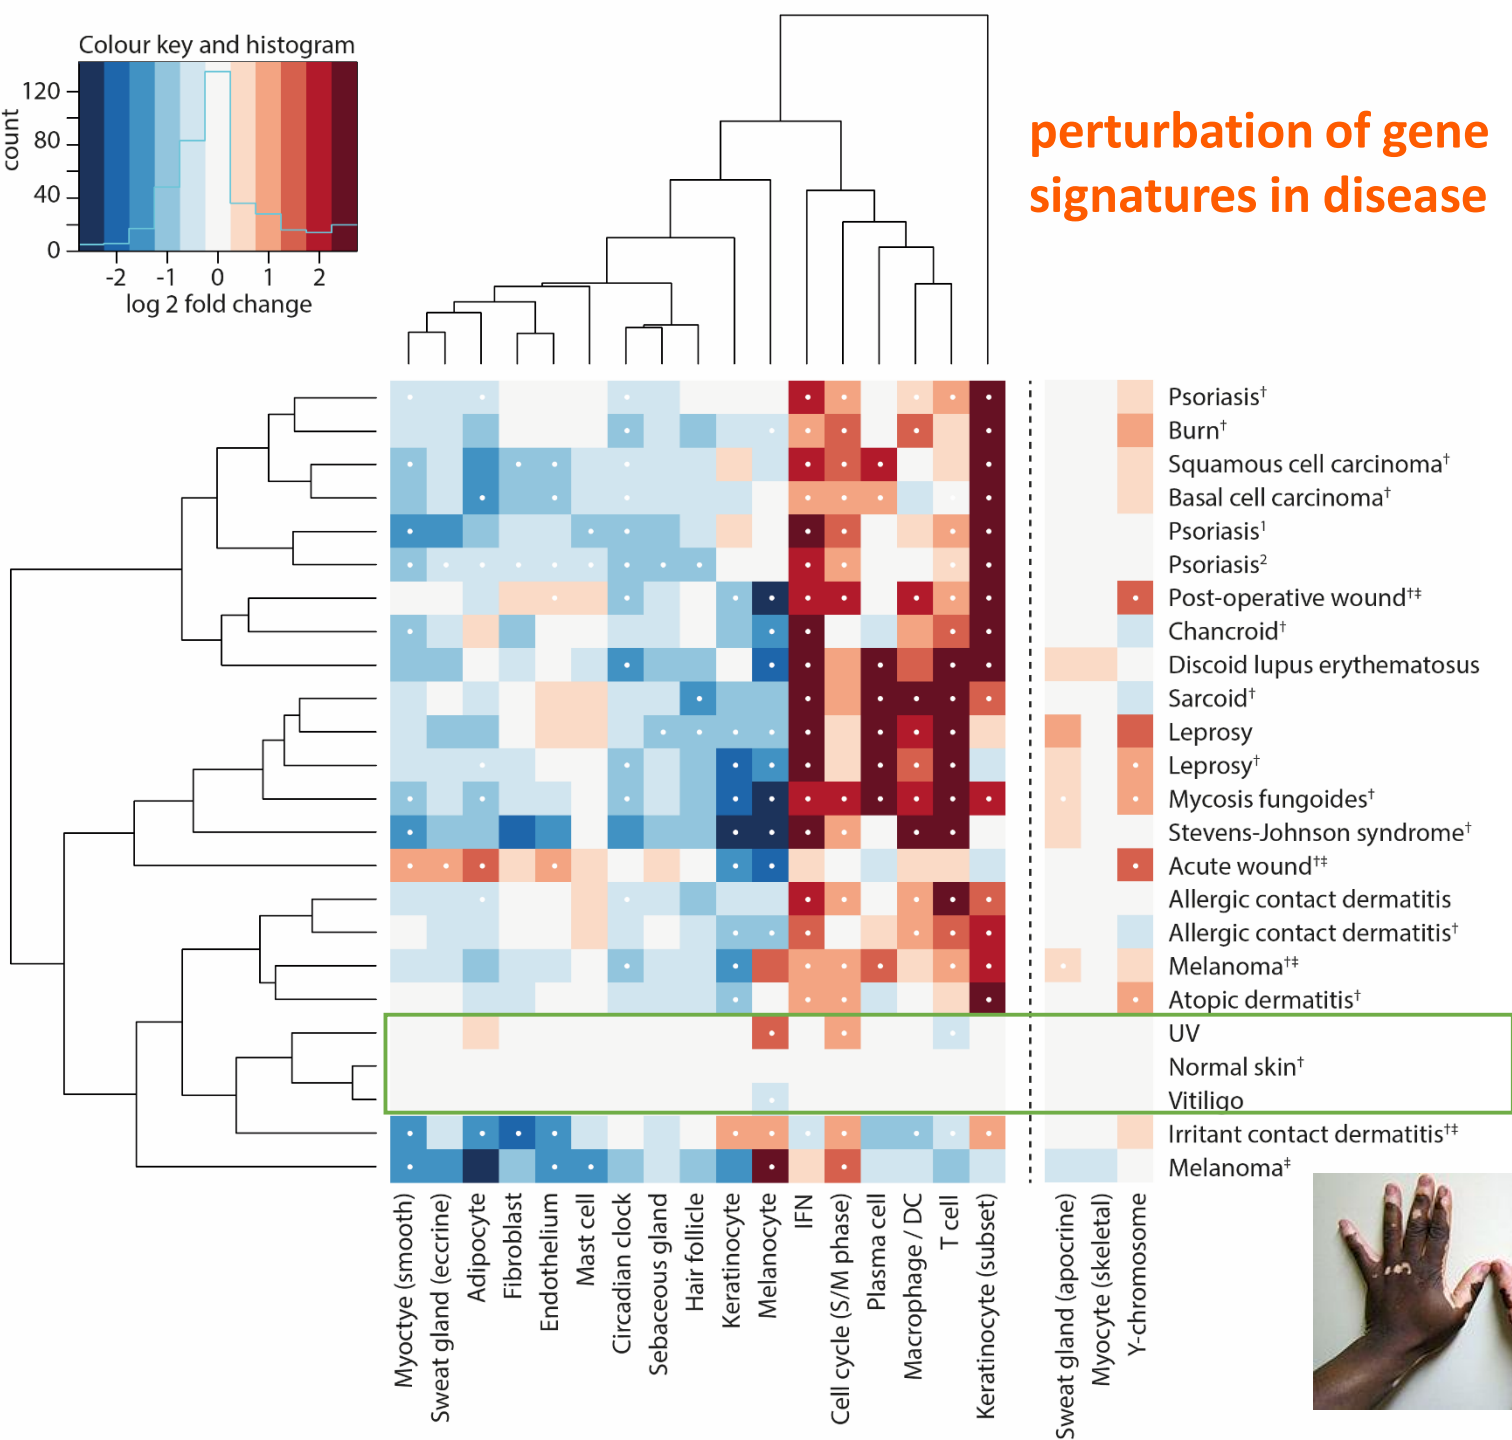 Colour key and histogram
count
120
80
40
0
-2 -1 0 1 2
log 2 fold change
perturbation of gene
signatures in disease
Psoriasis†
Burn†
Squamous cell carcinoma†
Basal cell carcinoma†
Psoriasis¹
Psoriasis²
Post-operative wound†‡
Chancroid†
Discoid lupus erythematosus
Sarcoid†
Leprosy
Leprosy†
Mycosis fungoides†
Stevens-Johnson syndrome†
Acute wound†‡
Allergic contact dermatitis
Allergic contact dermatitis†
Melanoma†‡
Atopic dermatitis†
UV
Normal skin†
Vitiligo
Irritant contact dermatitis†‡
Melanoma‡
Myoctye (smooth)
Sweat gland (eccrine)
Adipocyte
Fibroblast
Endothelium
Mast cell
Circadian clock
Sebaceous gland
Hair follicle
Keratinocyte
Melanocyte
IFN
Cell cycle (S/M phase)
Plasma cell
Macrophage / DC
T cell
Keratinocyte (subset)
Sweat gland (apocrine)
Myocyte (skeletal)
Y-chromosome